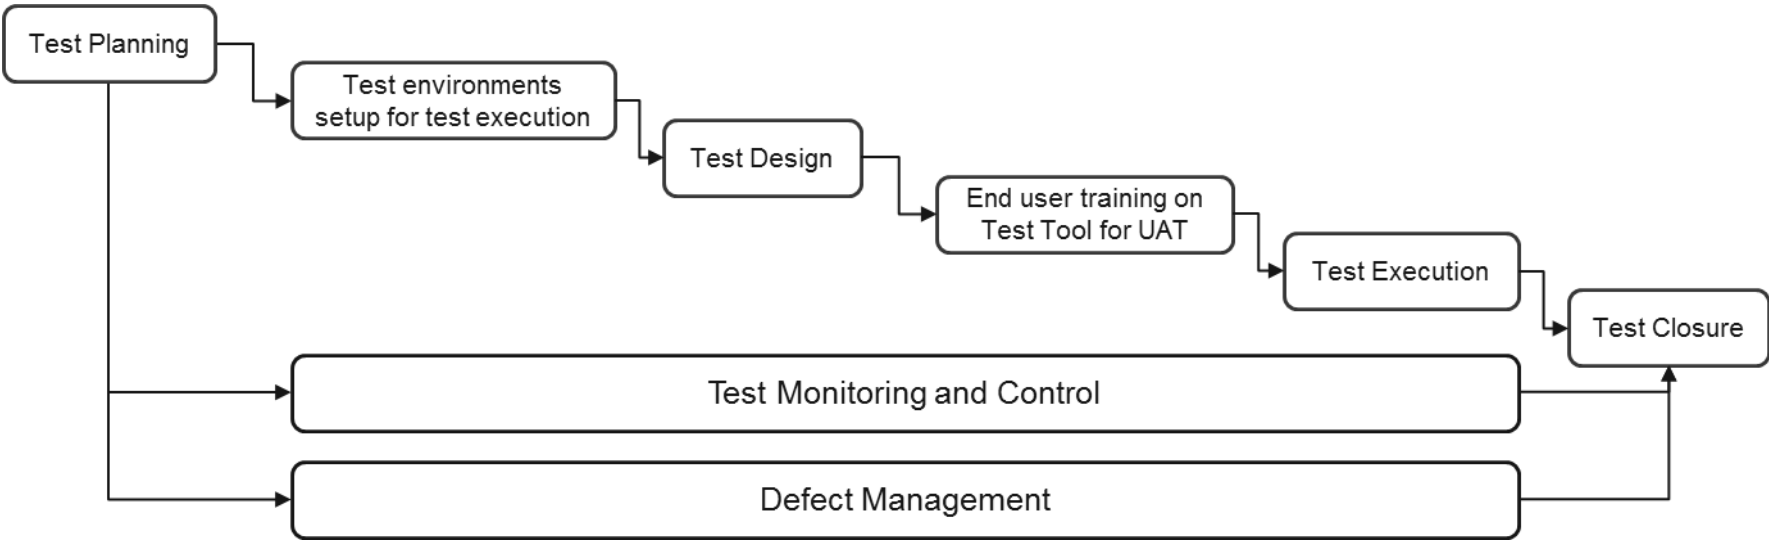 Test Planning
Test environments
setup for test execution
Test Design
End user training on
Test Tool for UAT
Test Execution
Test Closure
Test Monitoring and Control
Defect Management